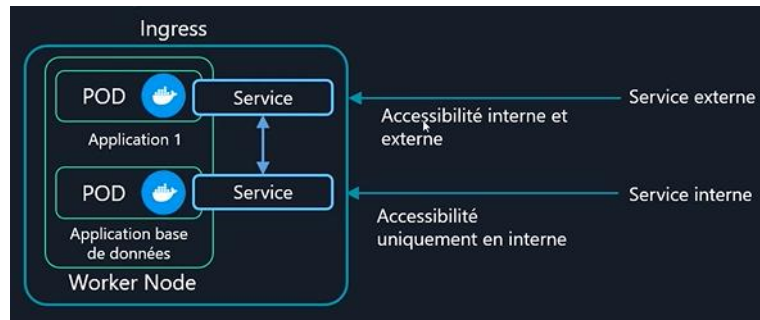 Ingress
POD
Service
Application 1
Accessibilité interne et
externe
Service externe
POD
Service
Application base
de données
Accessibilité
uniquement en interne
Service interne
Worker Node